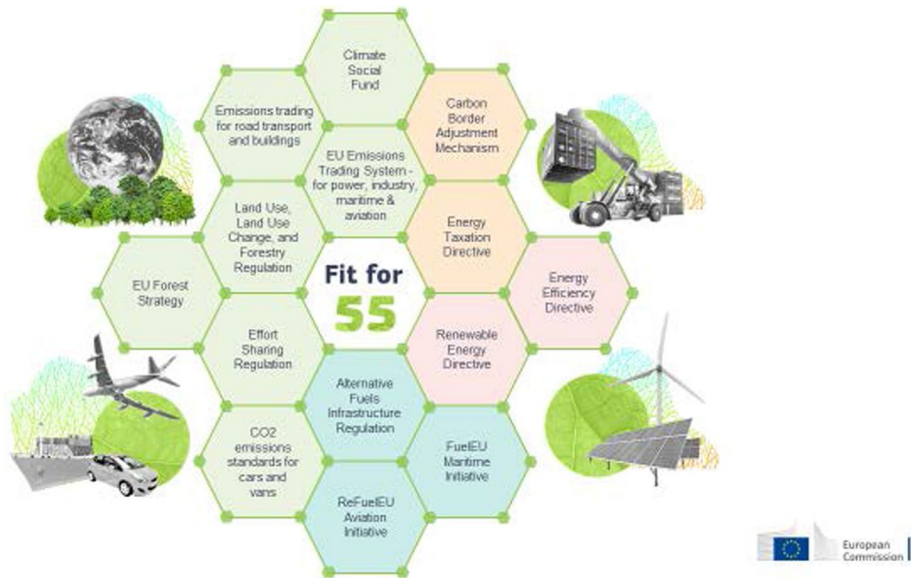 Climate
Social
Fund
Emissions trading
for road transport
and buildings
Carbon
Border
Adjustment
Mechanism
EU Emissions
Trading System -
for power, industry,
maritime &
aviation
Land Use,
Land Use
Change, and
Forestry
Regulation
Energy
Taxation
Directive
EU Forest
Strategy
Fit for
55
Energy
Efficiency
Directive
Effort
Sharing
Regulation
Renewable
Energy
Directive
Alternative
Fuels
Infrastructure
Regulation
CO2
emissions
standards for
cars and
vans
FuelEU
Maritime
Initiative
ReFuelEU
Aviation
Initiative
European
Commission